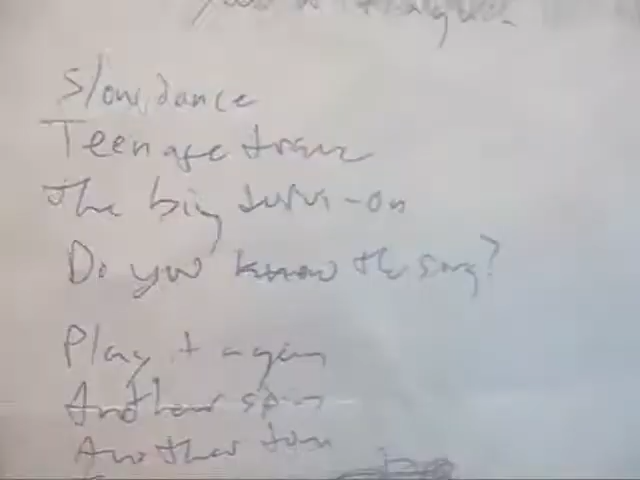 Slow dance
Teenage
The big turn-on
Do you know the song?
Play it again
Another spin
Another turn